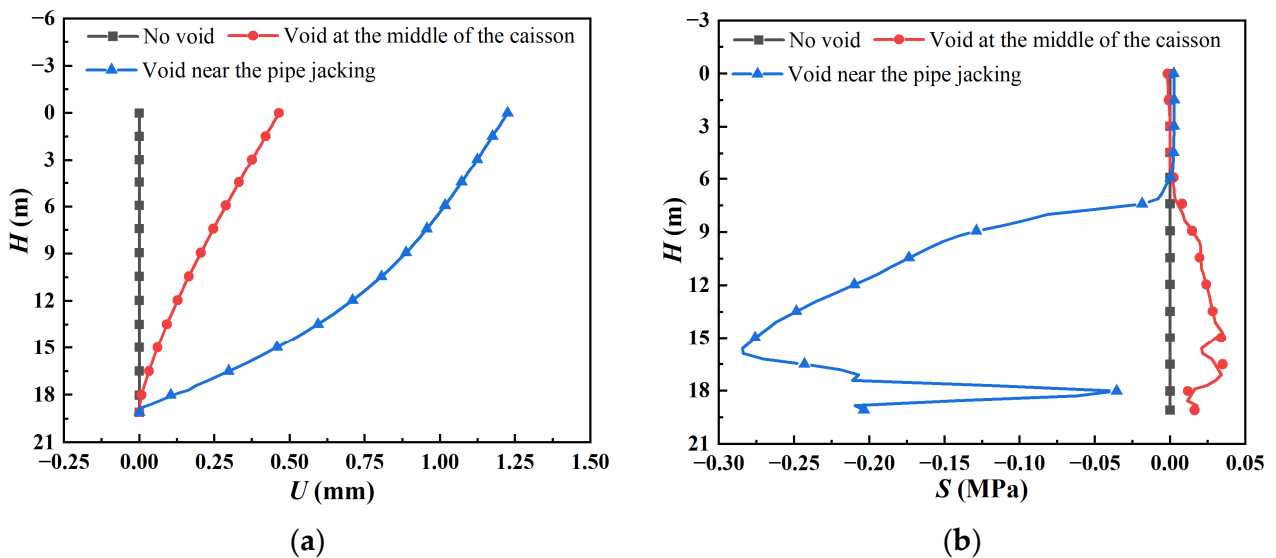 −6
−3
0
3
6
9
12
15
18
21
H (m)
No void
Void at the middle of the caisson
Void near the pipe jacking
−0.25 0.00 0.25 0.50 0.75 1.00 1.25 1.50
U (mm)
(a)
−3
0
3
6
9
12
15
18
21
H (m)
No void
Void at the middle of the caisson
Void near the pipe jacking
−0.30 −0.25 −0.20 −0.15 −0.10 −0.05 0.00 0.05
S (MPa)
(b)